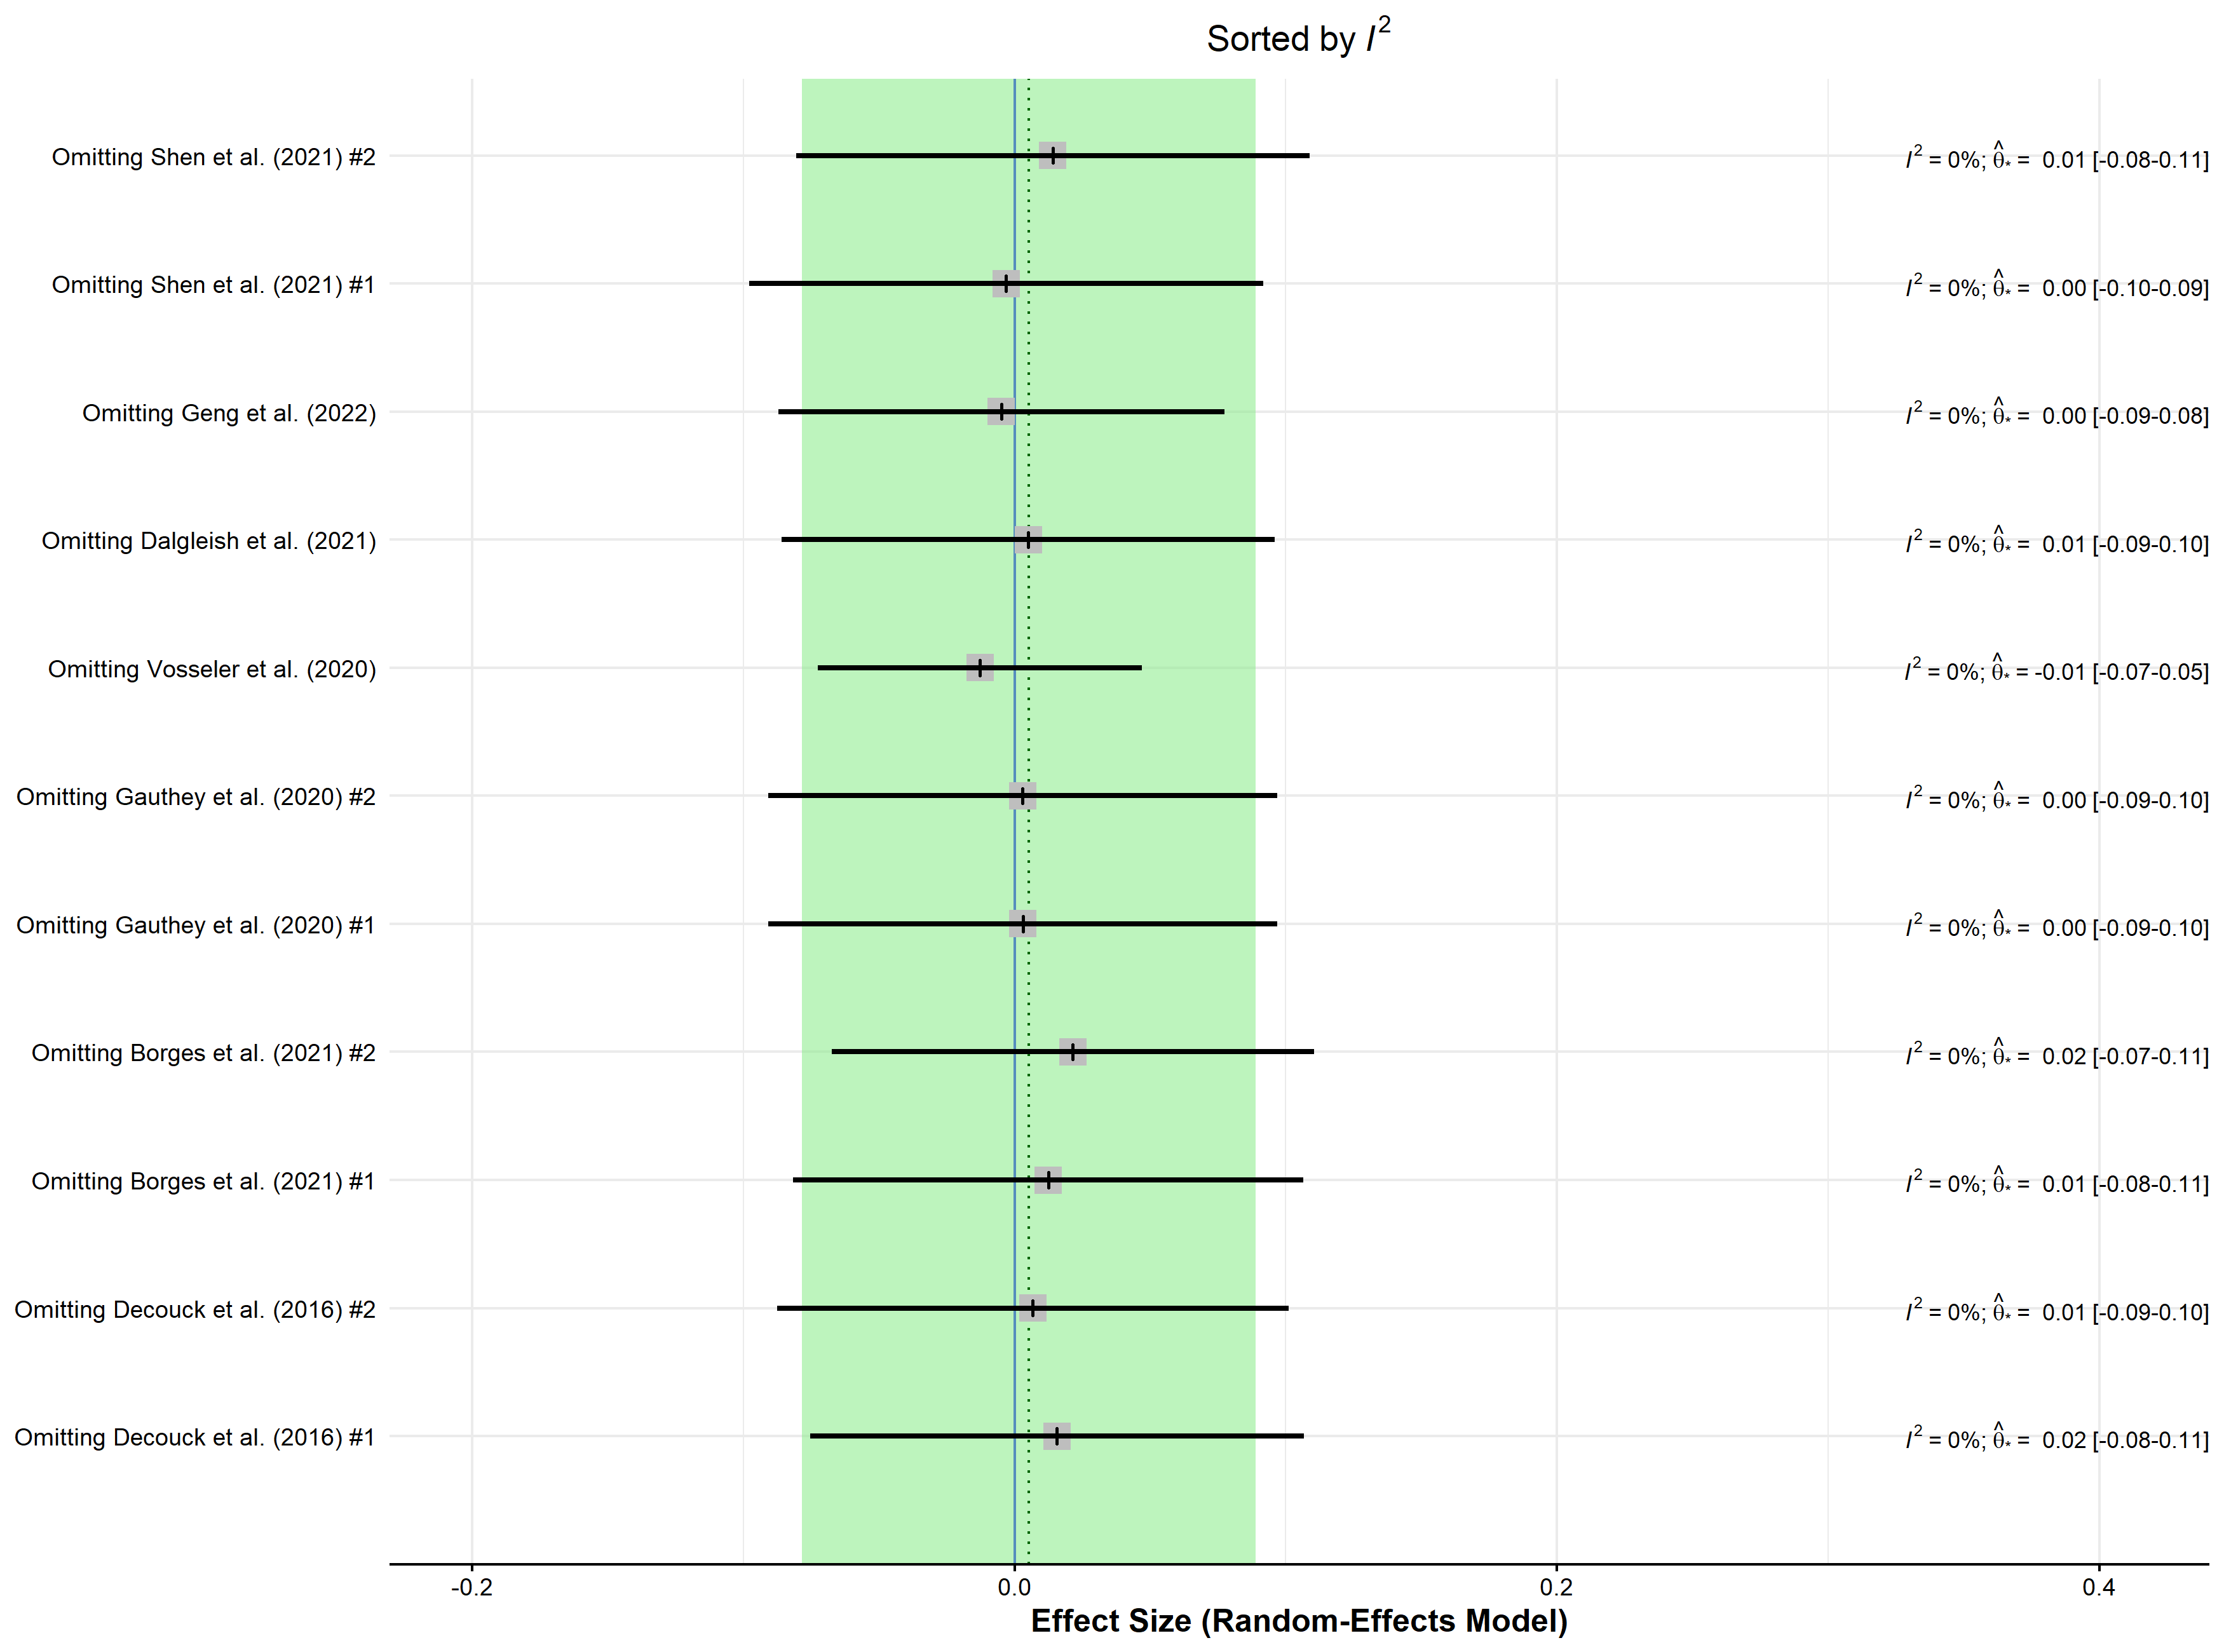 Sorted by I²
Omitting Shen et al. (2021) #2 I² = 0%; θ̂* = 0.01 [-0.08-0.11]
Omitting Shen et al. (2021) #1 I² = 0%; θ̂* = 0.00 [-0.10-0.09]
Omitting Geng et al. (2022) I² = 0%; θ̂* = 0.00 [-0.09-0.08]
Omitting Dalgleish et al. (2021) I² = 0%; θ̂* = 0.01 [-0.09-0.10]
Omitting Vosseler et al. (2020) I² = 0%; θ̂* = -0.01 [-0.07-0.05]
Omitting Gauthey et al. (2020) #2 I² = 0%; θ̂* = 0.00 [-0.09-0.10]
Omitting Gauthey et al. (2020) #1 I² = 0%; θ̂* = 0.00 [-0.09-0.10]
Omitting Borges et al. (2021) #2 I² = 0%; θ̂* = 0.02 [-0.07-0.11]
Omitting Borges et al. (2021) #1 I² = 0%; θ̂* = 0.01 [-0.08-0.11]
Omitting Decouck et al. (2016) #2 I² = 0%; θ̂* = 0.01 [-0.09-0.10]
Omitting Decouck et al. (2016) #1 I² = 0%; θ̂* = 0.02 [-0.08-0.11]
-0.2 0.0 0.2 0.4
Effect Size (Random-Effects Model)